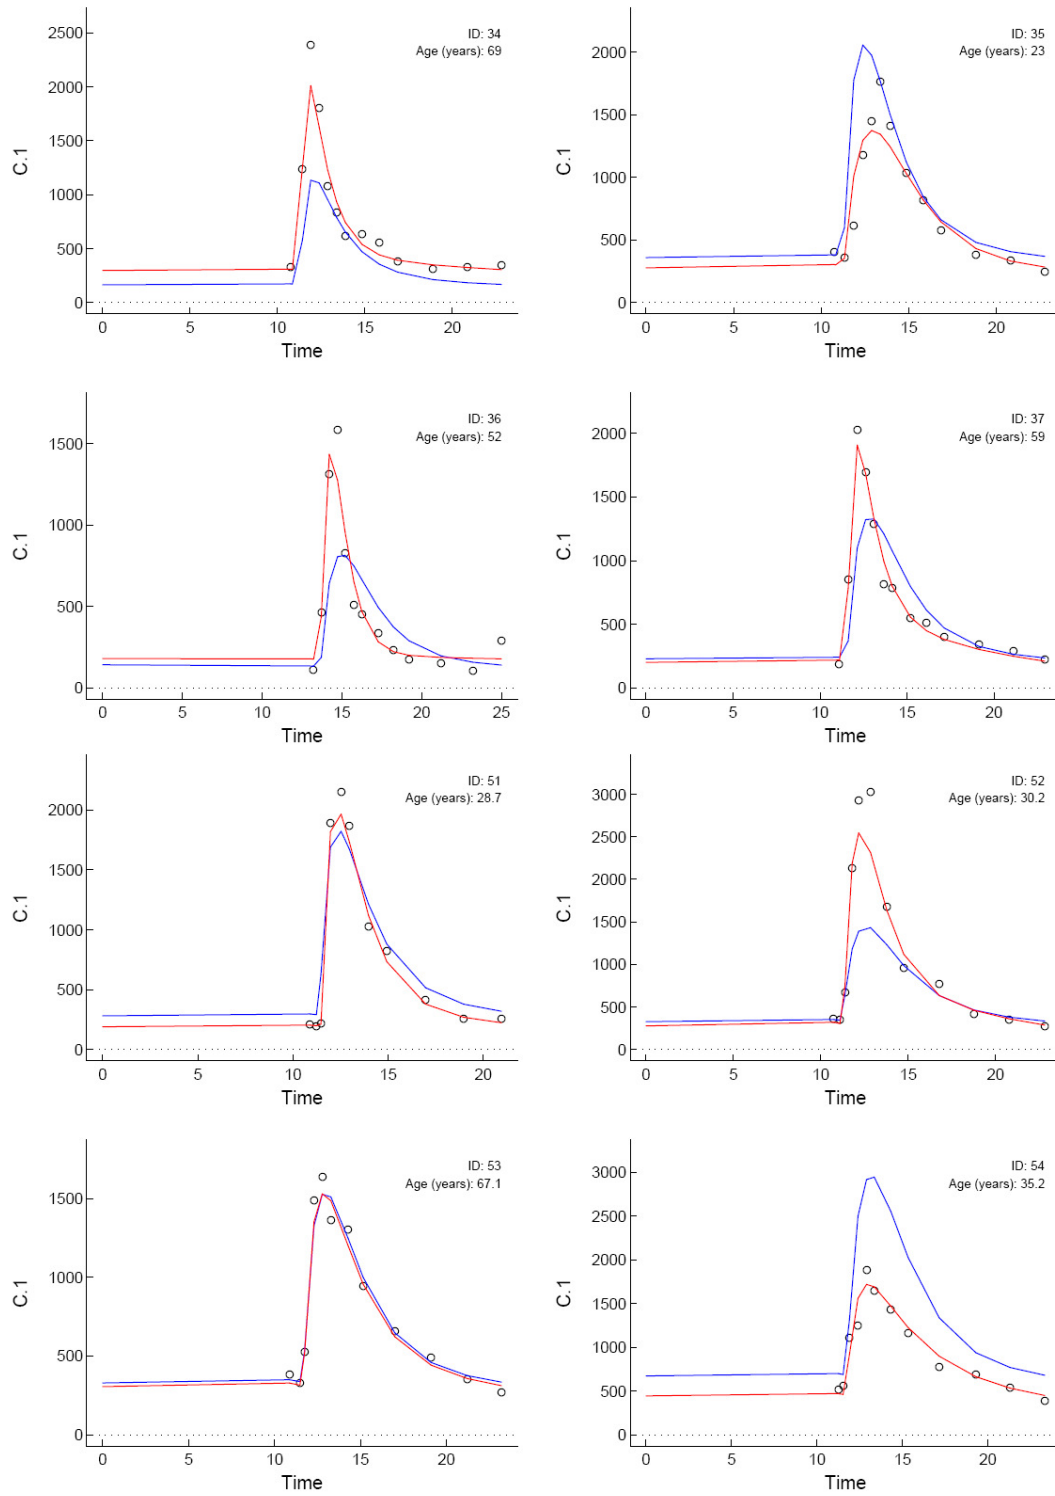 ID: 34
Age (years): 69
2500
2000
1500
1000
500
0
C.1
0 5 10 15 20
Time
ID: 35
Age (years): 23
2000
1500
1000
500
0
C.1
0 5 10 15 20
Time
ID: 36
Age (years): 52
1500
1000
500
0
C.1
0 5 10 15 20 25
Time
ID: 37
Age (years): 59
2000
1500
1000
500
0
C.1
0 5 10 15 20
Time
ID: 51
Age (years): 28.7
2000
1500
1000
500
0
C.1
0 5 10 15 20
Time
ID: 52
Age (years): 30.2
3000
2500
2000
1500
1000
500
0
C.1
0 5 10 15 20
Time
ID: 53
Age (years): 67.1
1500
1000
500
0
C.1
0 5 10 15 20
Time
ID: 54
Age (years): 35.2
3000
2500
2000
1500
1000
500
0
C.1
0 5 10 15 20
Time